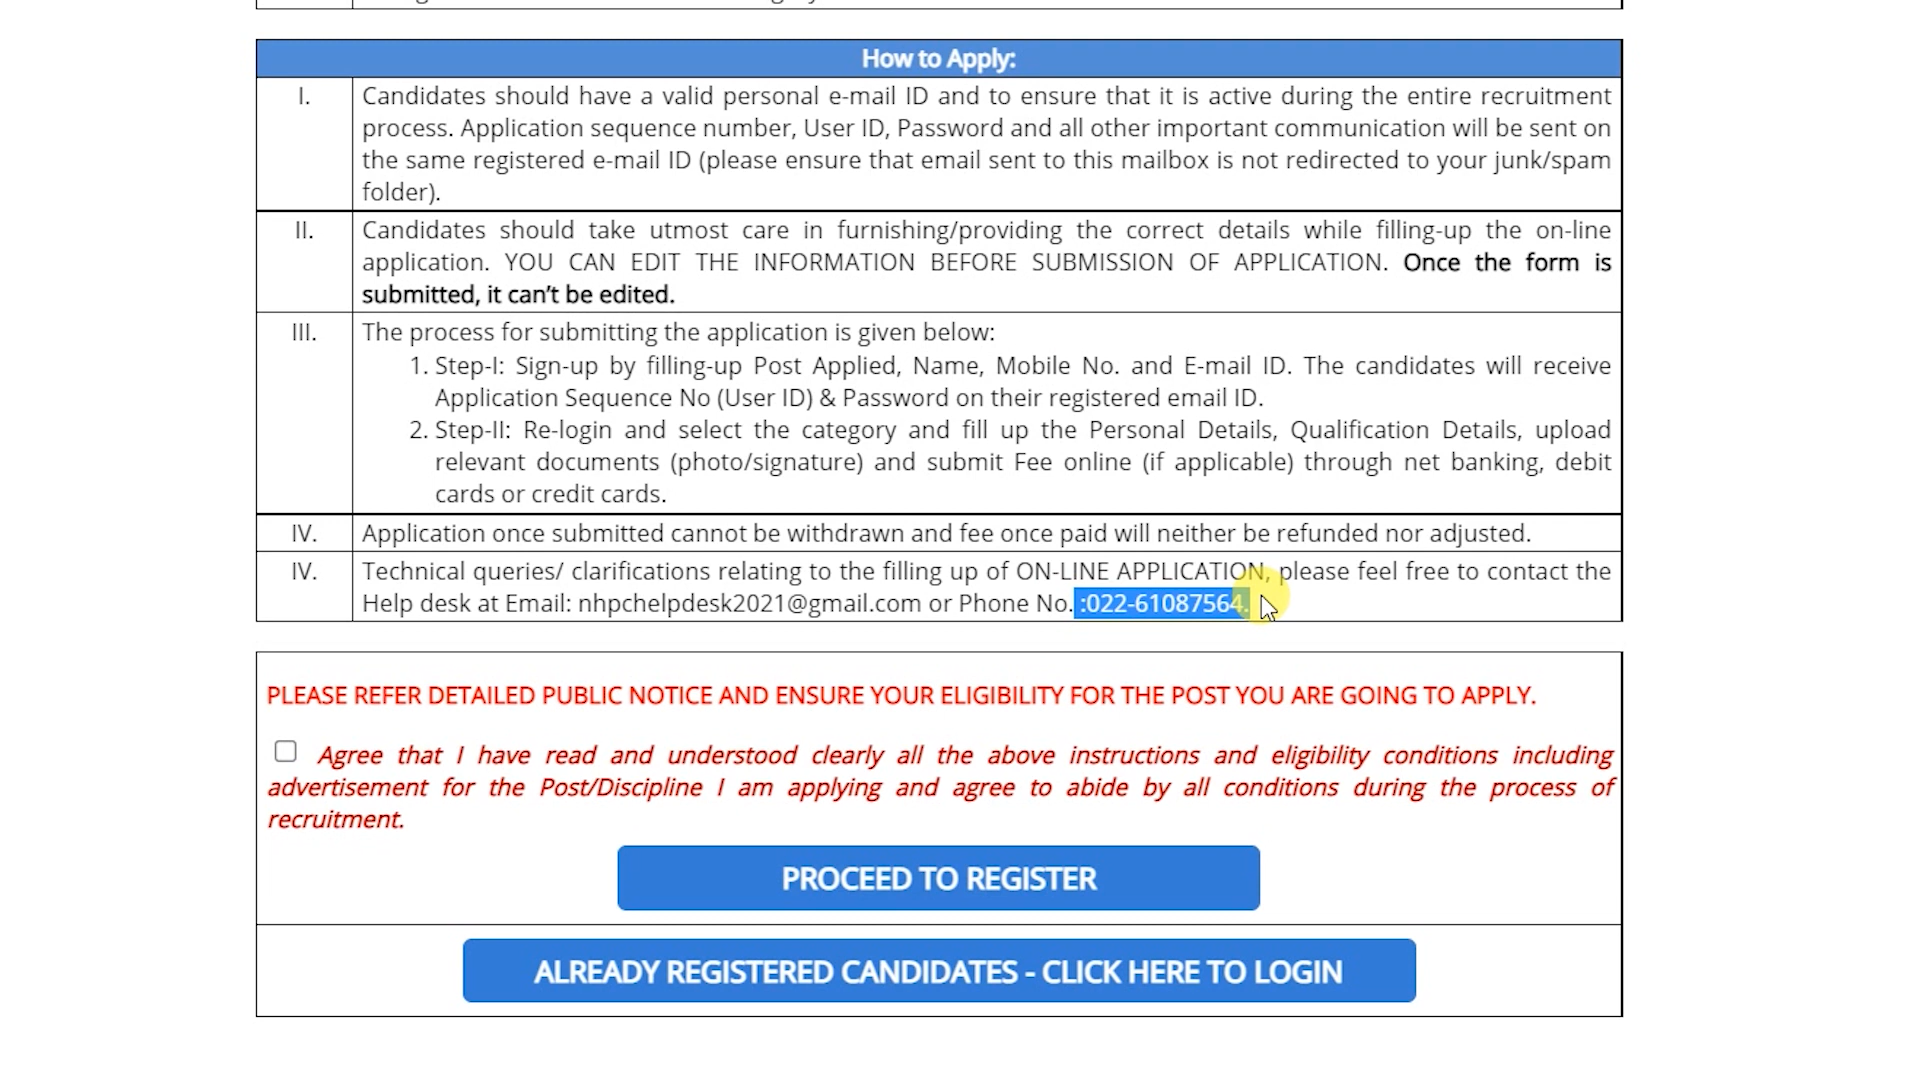 How to Apply:
I. Candidates should have a valid personal e-mail ID and to ensure that it is active during the entire recruitment
process. Application sequence number, User ID, Password and all other important communication will be sent on
the same registered e-mail ID (please ensure that email sent to this mailbox is not redirected to your junk/spam
folder).
II. Candidates should take utmost care in furnishing/providing the correct details while filling-up the on-line
application. YOU CAN EDIT THE INFORMATION BEFORE SUBMISSION OF APPLICATION. Once the form is
submitted, it can’t be edited.
III. The process for submitting the application is given below:
1. Step-I: Sign-up by filling-up Post Applied, Name, Mobile No. and E-mail ID. The candidates will receive
Application Sequence No (User ID) & Password on their registered email ID.
2. Step-II: Re-login and select the category and fill up the Personal Details, Qualification Details, upload
relevant documents (photo/signature) and submit Fee online (if applicable) through net banking, debit
cards or credit cards.
IV. Application once submitted cannot be withdrawn and fee once paid will neither be refunded nor adjusted.
IV. Technical queries/ clarifications relating to the filling up of ON-LINE APPLICATION, please feel free to contact the
Help desk at Email: nhpchelpdesk2021@gmail.com or Phone No. :022-61087564.
PLEASE REFER DETAILED PUBLIC NOTICE AND ENSURE YOUR ELIGIBILITY FOR THE POST YOU ARE GOING TO APPLY.
Agree that I have read and understood clearly all the above instructions and eligibility conditions including
advertisement for the Post/Discipline I am applying and agree to abide by all conditions during the process of
recruitment.
PROCEED TO REGISTER
ALREADY REGISTERED CANDIDATES - CLICK HERE TO LOGIN